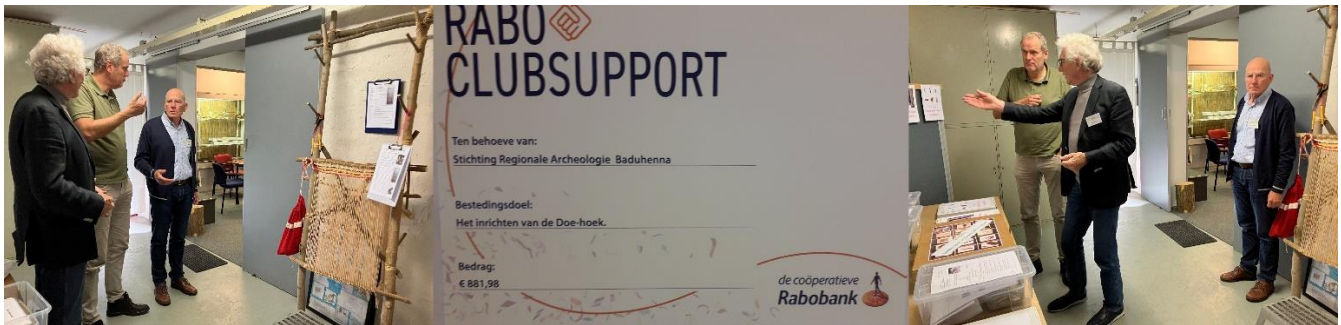 RABO
CLUBSUPPORT
Ten behoeve van:
Stichting Regionale Archeologie Baduhenna
Bestedingsdoel:
Het inrichten van de Doe-hoek.
Bedrag:
€ 881,98
de coöperatieve
Rabobank